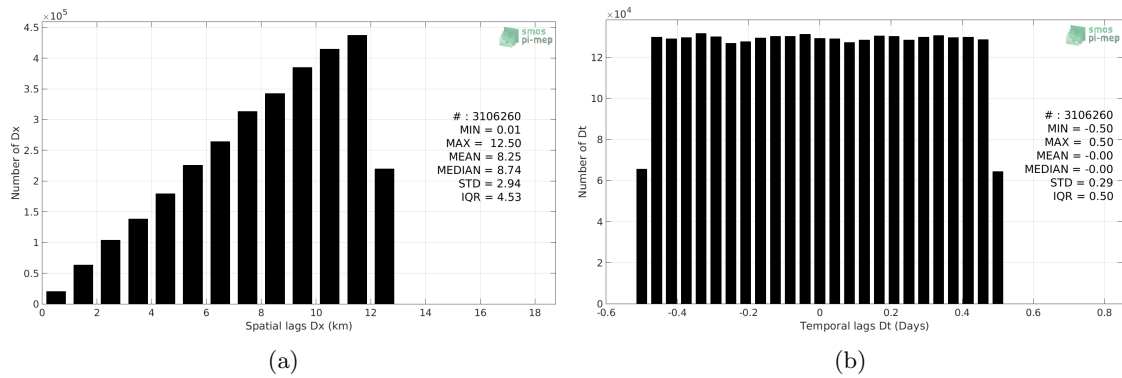 ×10^5
4.5
4
3.5
3
2.5
2
1.5
1
0.5
0
Number of Dx
smos
pi-mep
# : 3106260
MIN = 0.01
MAX = 12.50
MEAN = 8.25
MEDIAN = 8.74
STD = 2.94
IQR = 4.53
0 2 4 6 8 10 12 14 16 18
Spatial lags Dx (km)
(a)
×10^4
12
10
8
6
4
2
0
Number of Dt
smos
pi-mep
# : 3106260
MIN = -0.50
MAX = 0.50
MEAN = -0.00
MEDIAN = -0.00
STD = 0.29
IQR = 0.50
-0.6 -0.4 -0.2 0 0.2 0.4 0.6 0.8
Temporal lags Dt (Days)
(b)